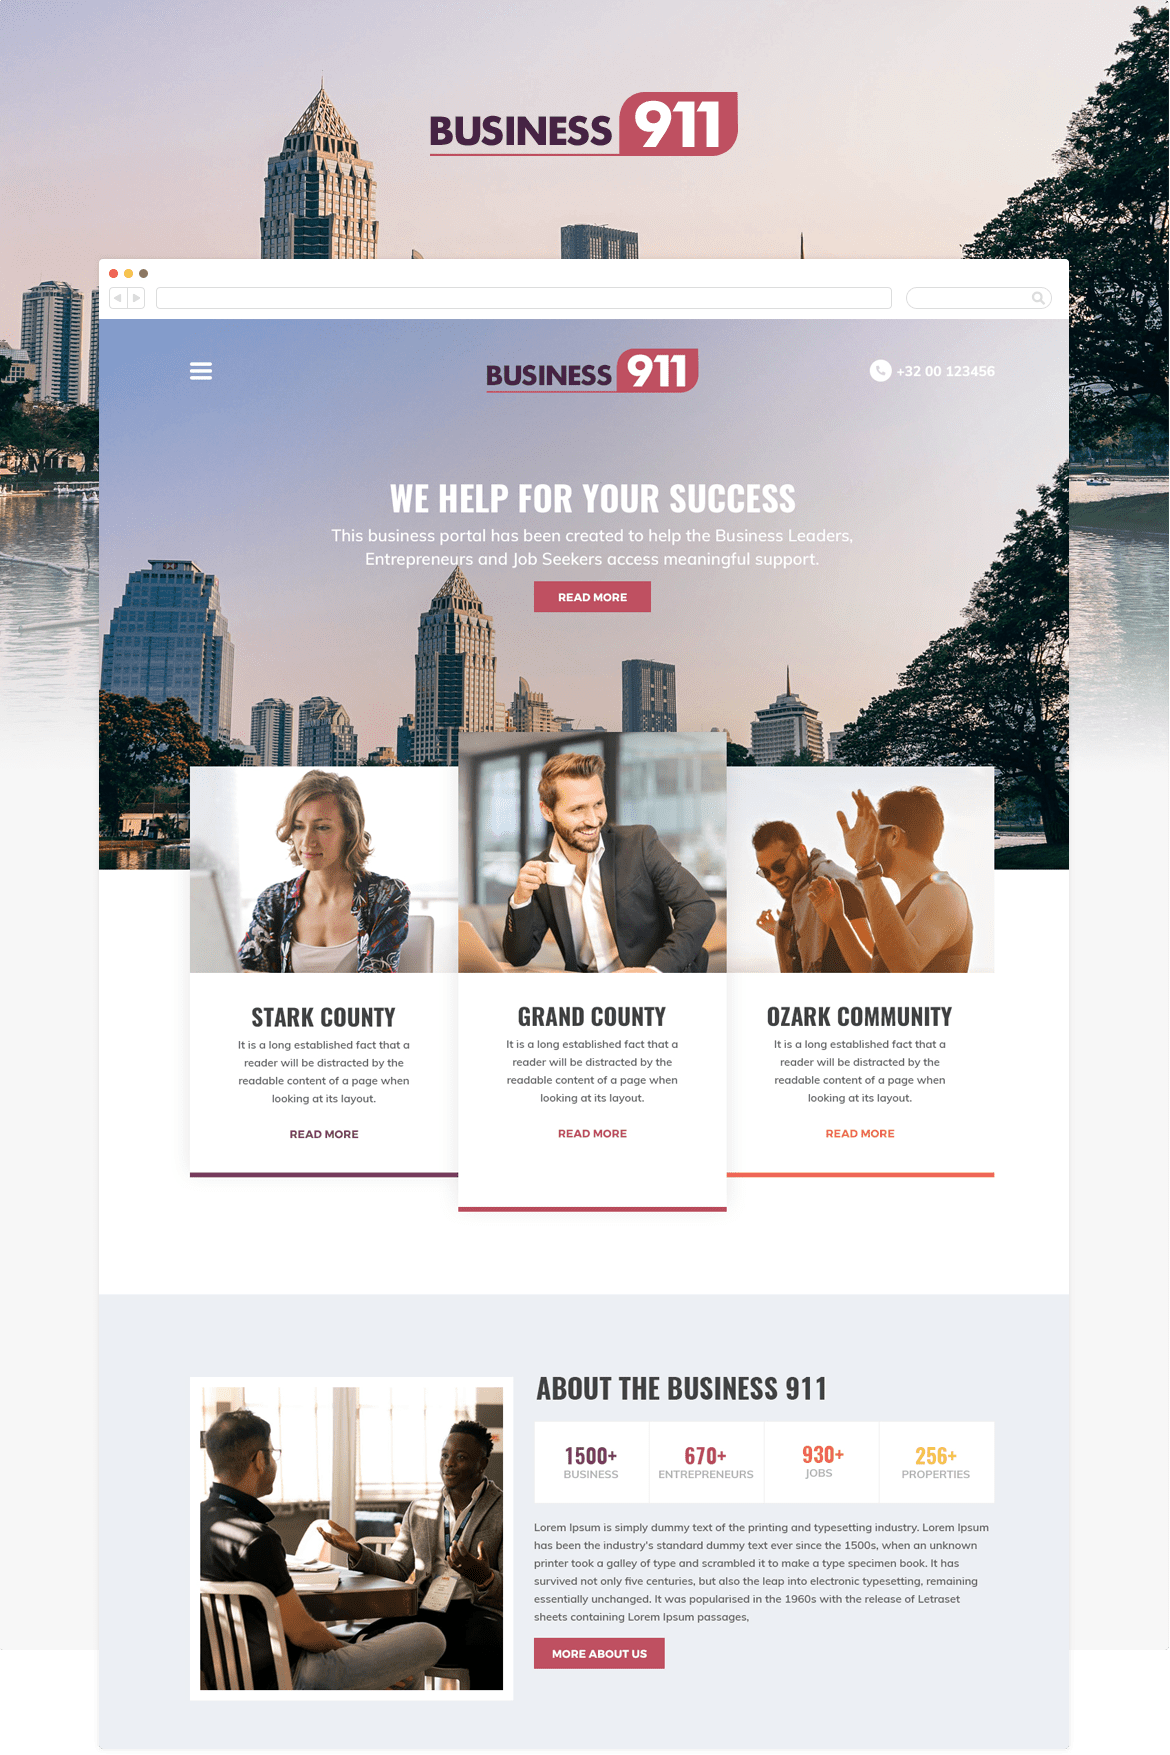 BUSINESS 911
BUSINESS 911
+32 00 123456
WE HELP FOR YOUR SUCCESS
This business portal has been created to help the Business Leaders,
Entrepreneurs and Job Seekers access meaningful support.
READ MORE
STARK COUNTY
It is a long established fact that a
reader will be distracted by the
readable content of a page when
looking at its layout.
READ MORE
GRAND COUNTY
It is a long established fact that a
reader will be distracted by the
readable content of a page when
looking at its layout.
READ MORE
OZARK COMMUNITY
It is a long established fact that a
reader will be distracted by the
readable content of a page when
looking at its layout.
READ MORE
ABOUT THE BUSINESS 911
1500+
BUSINESS
670+
ENTREPRENEURS
930+
JOBS
256+
PROPERTIES
Lorem Ipsum is simply dummy text of the printing and typesetting industry. Lorem Ipsum
has been the industry's standard dummy text ever since the 1500s, when an unknown
printer took a galley of type and scrambled it to make a type specimen book. It has
survived not only five centuries, but also the leap into electronic typesetting, remaining
essentially unchanged. It was popularised in the 1960s with the release of Letraset
sheets containing Lorem Ipsum passages,
MORE ABOUT US